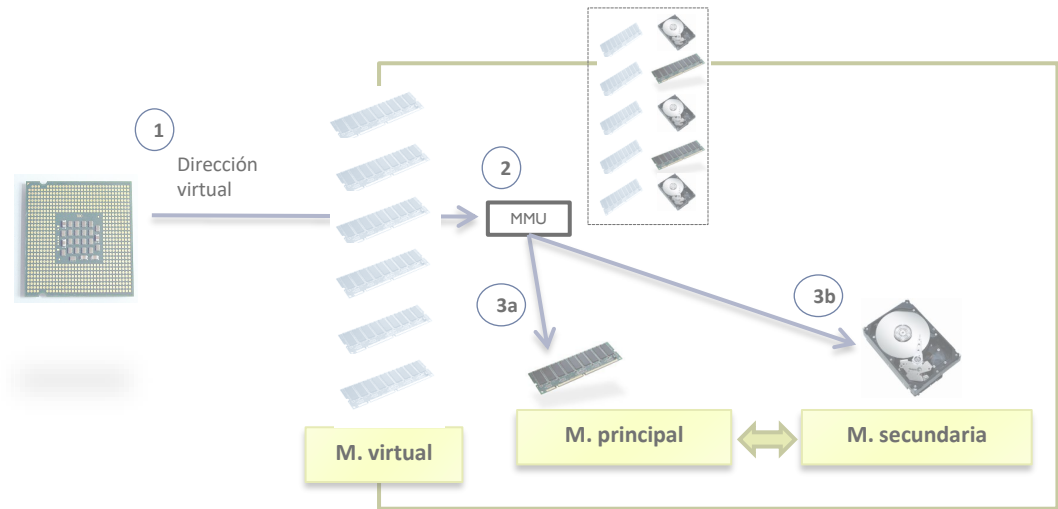 1
Dirección
virtual
2
MMU
3a
3b
M. virtual
M. principal
M. secundaria